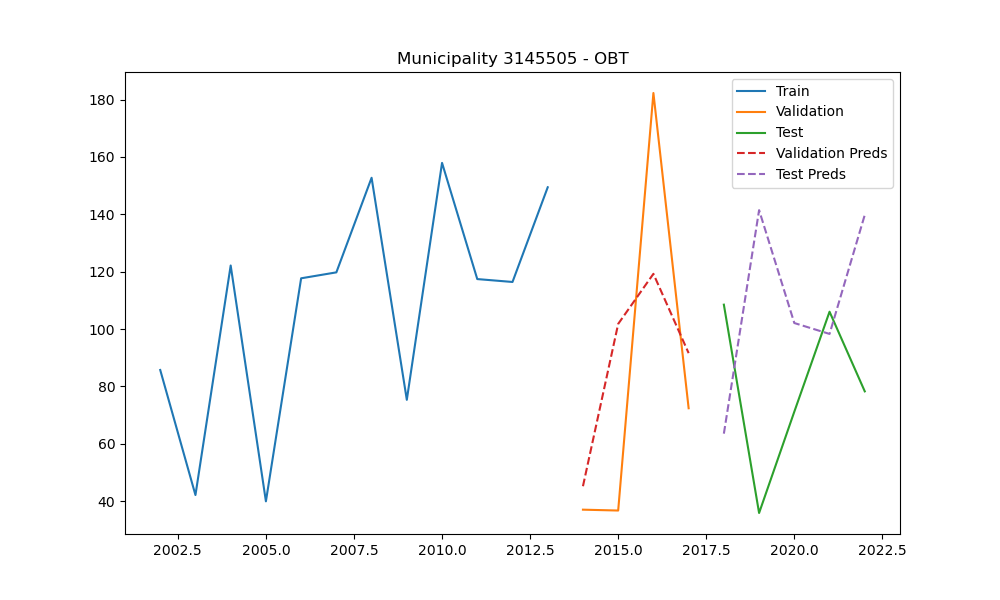 Municipality 3145505 - OBT
Train
Validation
Test
Validation Preds
Test Preds
180
160
140
120
100
80
60
40
2002.5 2005.0 2007.5 2010.0 2012.5 2015.0 2017.5 2020.0 2022.5